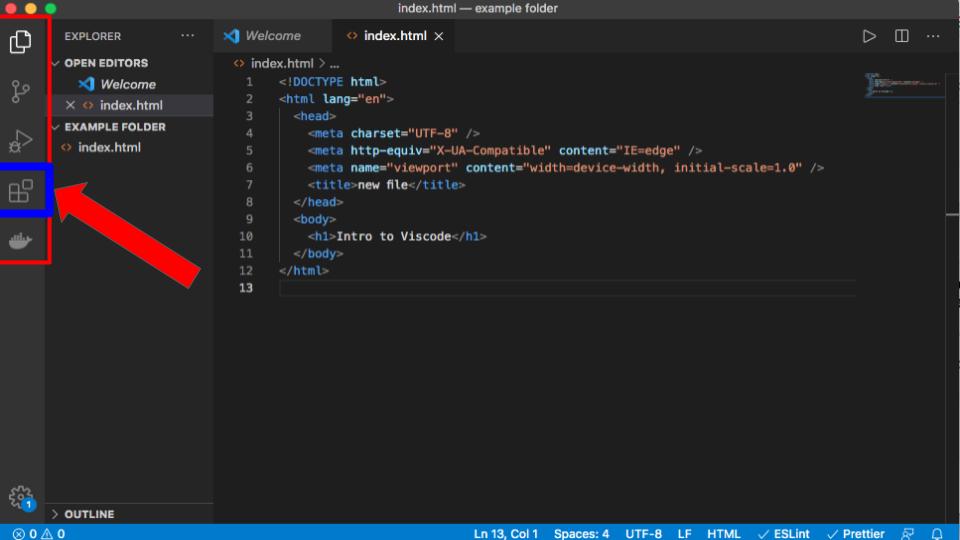 index.html — example folder
EXPLORER
OPEN EDITORS
Welcome
index.html
EXAMPLE FOLDER
index.html
OUTLINE
1
Welcome
index.html
index.html > ...
1 <!DOCTYPE html>
2 <html lang="en">
3 <head>
4 <meta charset="UTF-8" />
5 <meta http-equiv="X-UA-Compatible" content="IE=edge" />
6 <meta name="viewport" content="width=device-width, initial-scale=1.0" />
7 <title>new file</title>
8 </head>
9 <body>
10 <h1>Intro to Viscode</h1>
11 </body>
12 </html>
13
0 0 Ln 13, Col 1 Spaces: 4 UTF-8 LF HTML ESLint Prettier